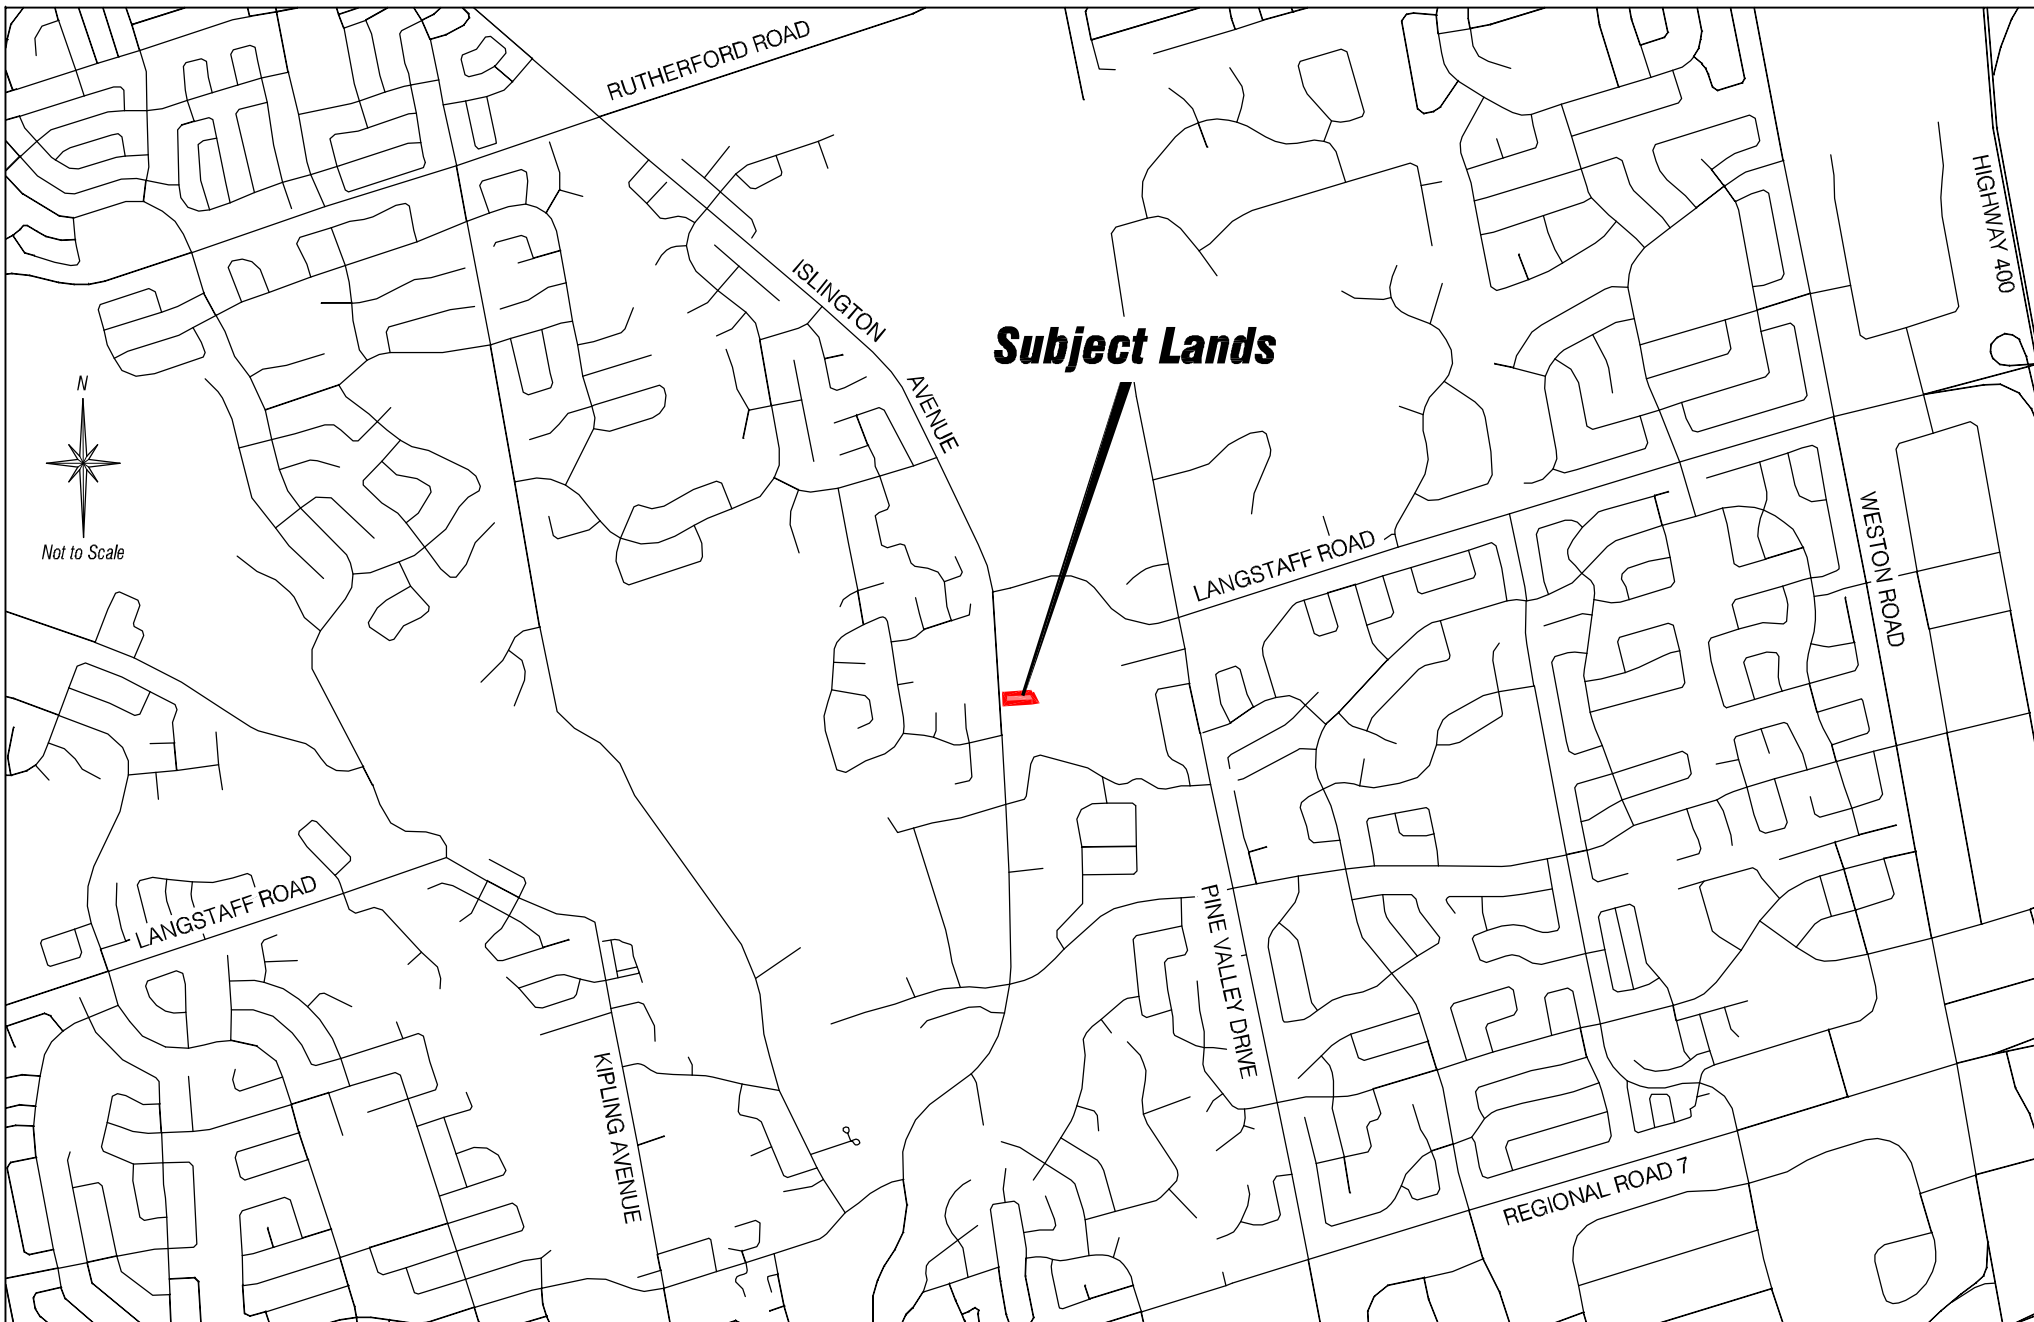 RUTHERFORD ROAD
HIGHWAY 400
ISLINGTON
AVENUE
Subject Lands
N
Not to Scale
LANGSTAFF ROAD
WESTON ROAD
LANGSTAFF ROAD
PINE VALLEY DRIVE
KIPLING AVENUE
REGIONAL ROAD 7